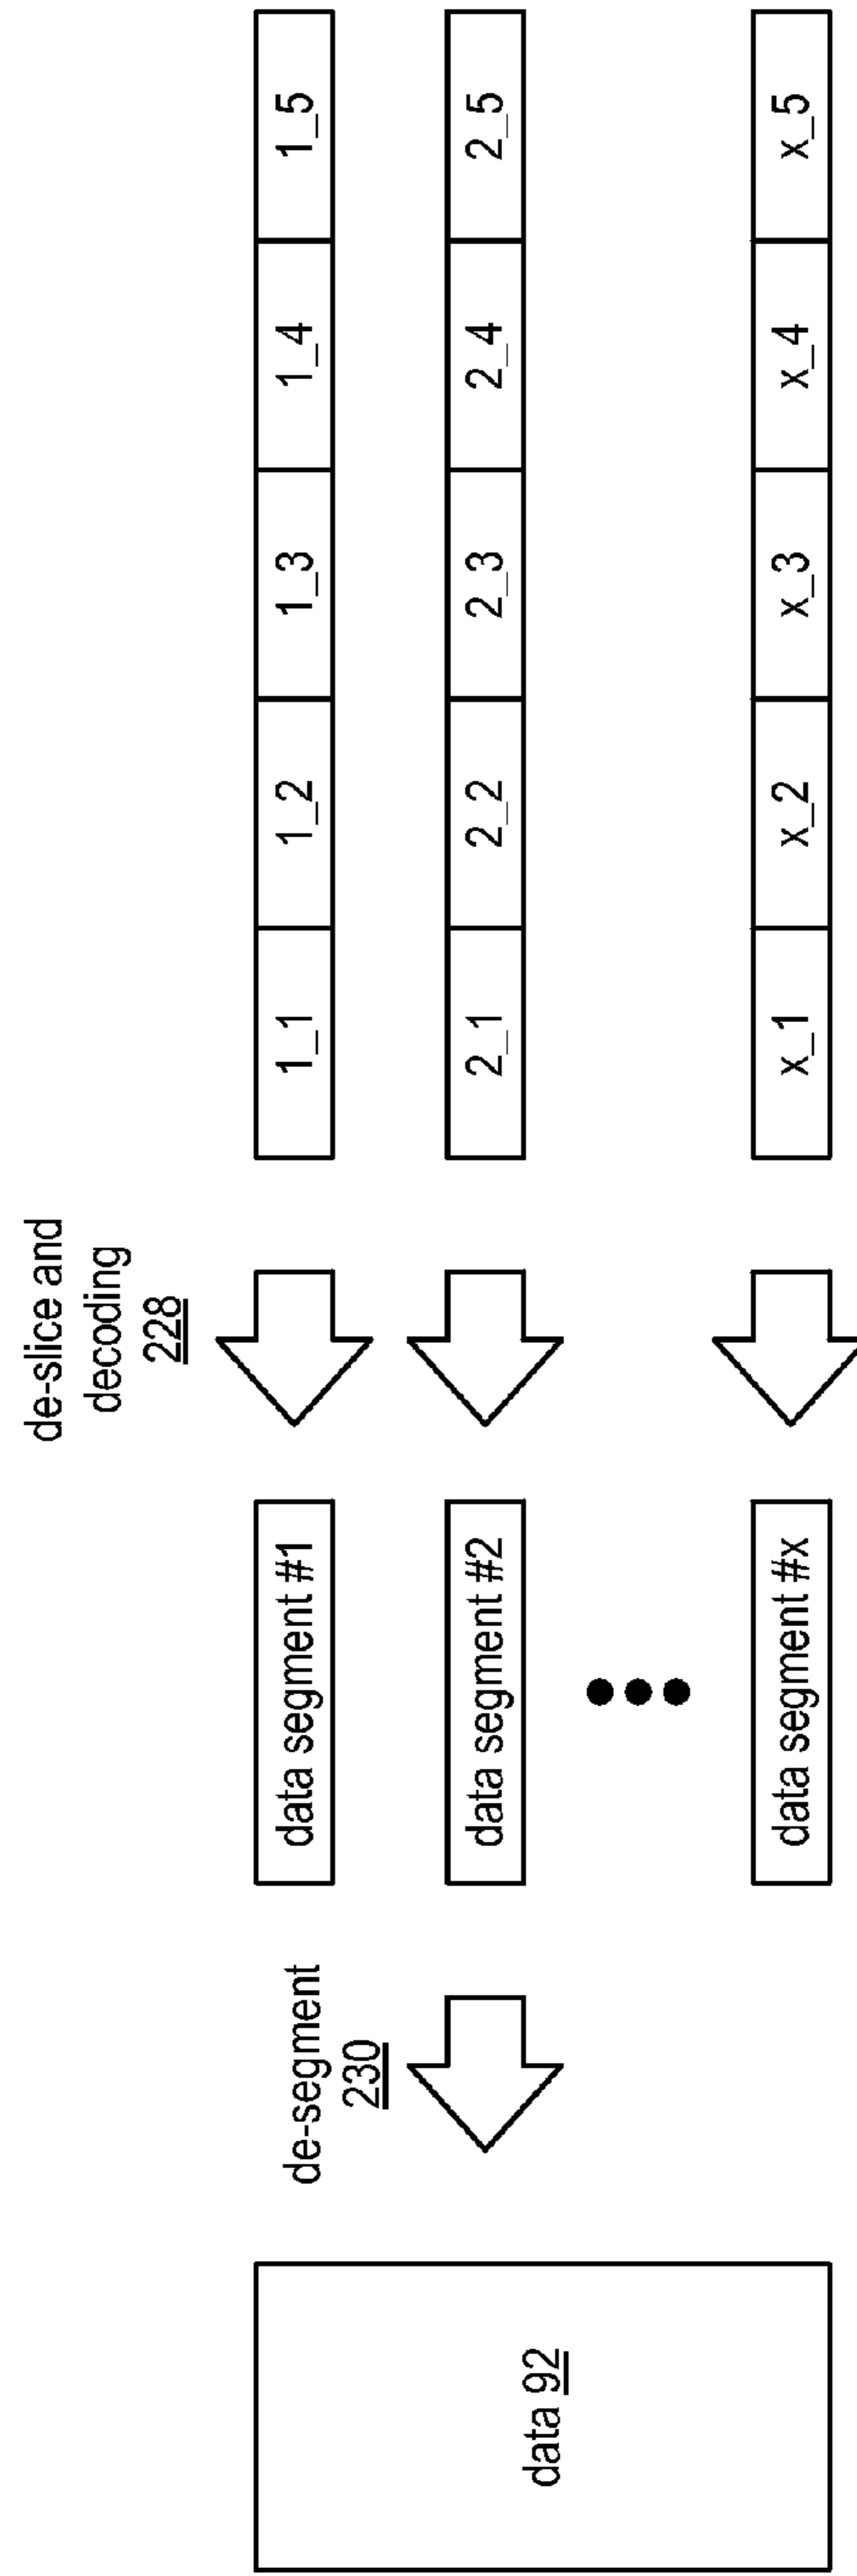 de-slice and
decoding
228
de-segment
230
data 92
data segment #1
1_1
1_2
1_3
1_4
1_5
data segment #2
2_1
2_2
2_3
2_4
2_5
data segment #x
x_1
x_2
x_3
x_4
x_5